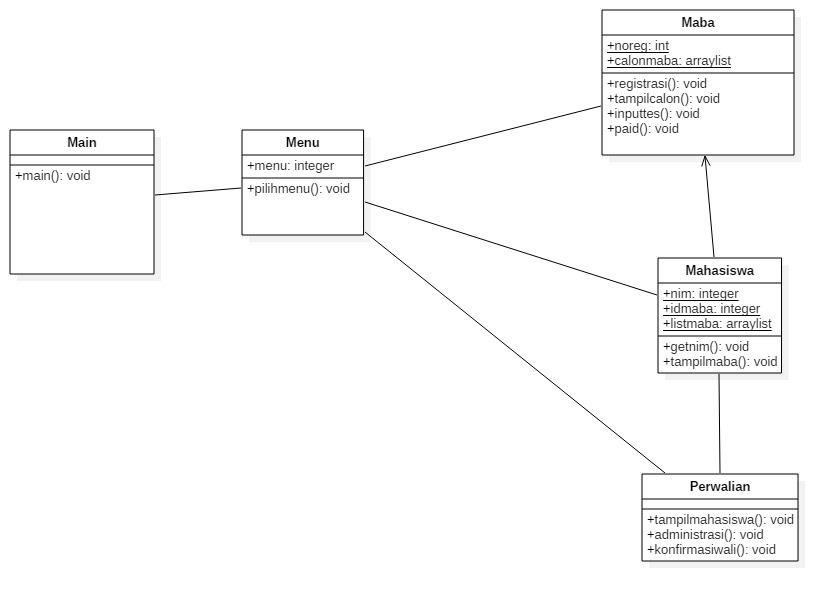 Maba
+noreg: int
+calonmaba: arraylist
+registrasi(): void
+tampilcalon(): void
+inputtes(): void
+paid(): void
Main
+main(): void
Menu
+menu: integer
+pilihmenu(): void
Mahasiswa
+nim: integer
+idmaba: integer
+listmaba: arraylist
+getnim(): void
+tampilmaba(): void
Perwalian
+tampilmahasiswa(): void
+administrasi(): void
+konfirmasiwali(): void